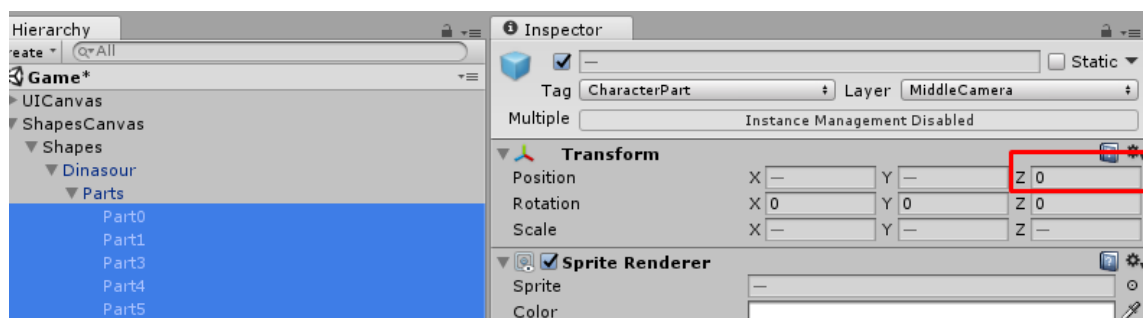 Hierarchy
reate
All
Game*
UICanvas
ShapesCanvas
Shapes
Dinasour
Parts
Part0
Part1
Part3
Part4
Part5
Inspector
— Static
Tag CharacterPart Layer MiddleCamera
Multiple Instance Management Disabled
Transform
Position X — Y — Z 0
Rotation X 0 Y 0 Z 0
Scale X — Y — Z —
Sprite Renderer
Sprite —
Color